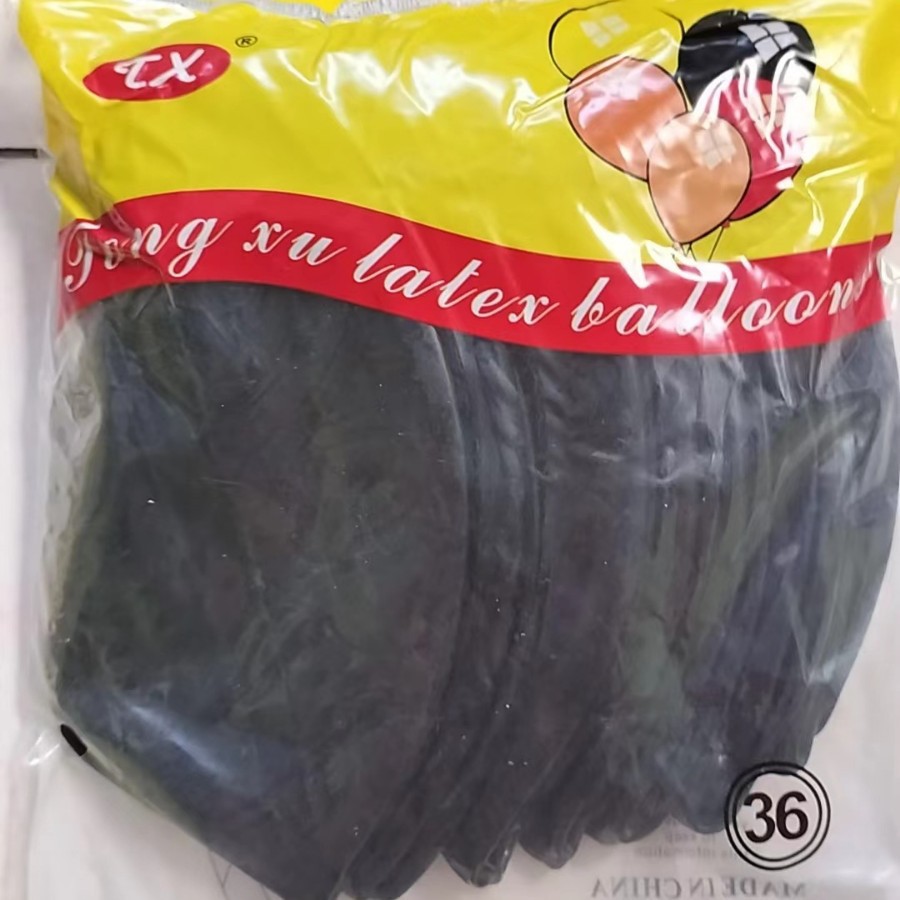 TX ®
Tong xu latex balloons
36
MADE IN CHINA